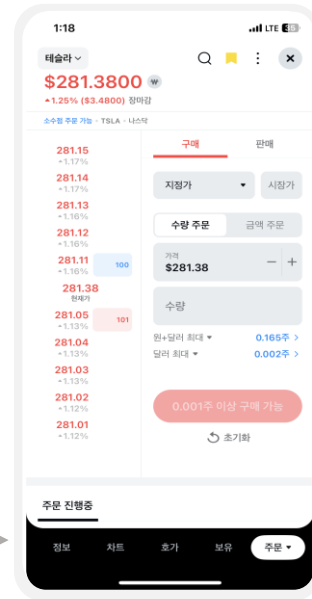 1:18 LTE
테슬라
$281.3800 ₩
1.25% ($3.4800) 장마감
소수점 주문 가능 · TSLA · 나스닥
구매 판매
281.15
+1.17%
281.14
+1.17%
281.13
+1.16%
281.12
+1.16%
281.11 100
+1.16%
281.38
현재가
281.05 101
+1.13%
281.04
+1.13%
281.03
+1.13%
281.02
+1.12%
281.01
+1.12%
지정가 시장가
수량 주문 금액 주문
가격
$281.38
수량
원+달러 최대 0.165주
달러 최대 0.002주
0.001주 이상 구매 가능
초기화
주문 진행중
정보 차트 호가 보유 주문